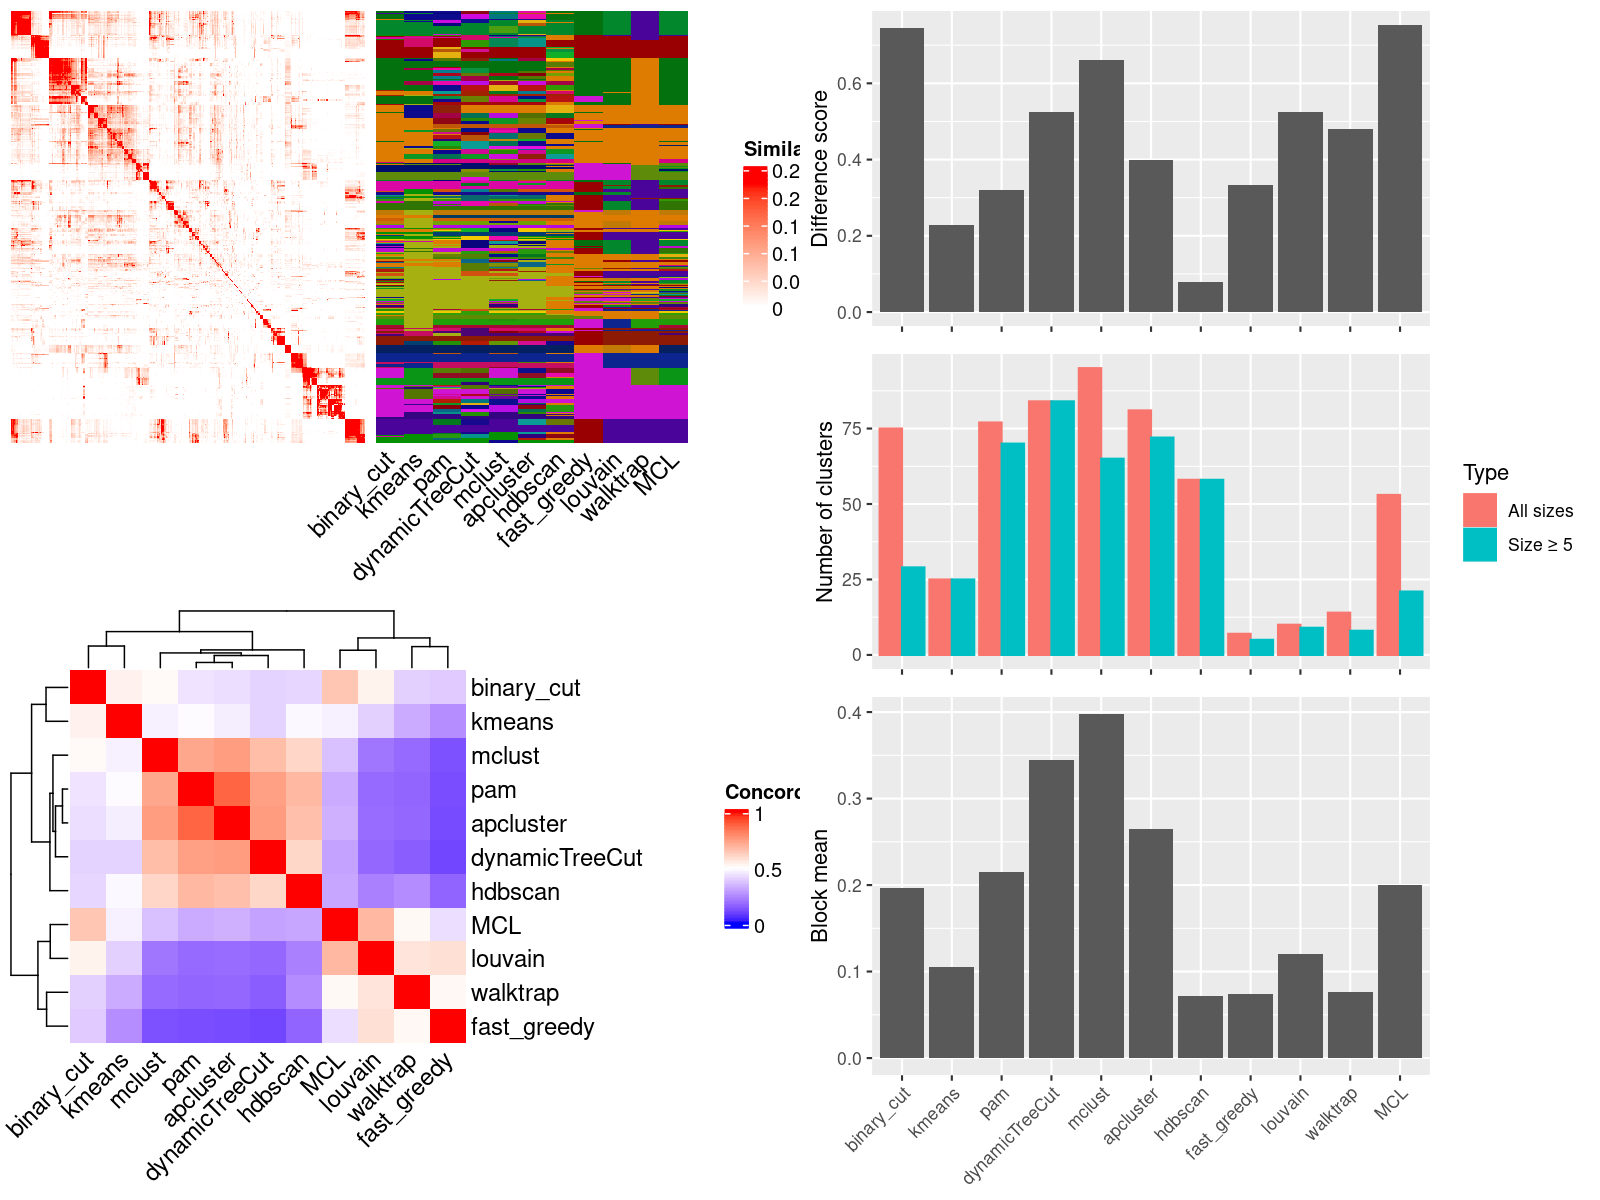 Simila
0.2
0.2
0.1
0.1
0.0
0
binary_cut
kmeans
pam
dynamicTreeCut
mclust
apcluster
hdbscan
fast_greedy
louvain
walktrap
MCL
Difference score
0.6
0.4
0.2
0.0
Number of clusters
75
50
25
0
Type
All sizes
Size ≥ 5
binary_cut
kmeans
mclust
pam
apcluster
dynamicTreeCut
hdbscan
MCL
louvain
walktrap
fast_greedy
binary_cut
kmeans
mclust
pam
apcluster
dynamicTreeCut
hdbscan
MCL
louvain
walktrap
fast_greedy
Concord
1
0.5
0
Block mean
0.4
0.3
0.2
0.1
0.0
binary_cut
kmeans
pam
dynamicTreeCut
mclust
apcluster
hdbscan
fast_greedy
louvain
walktrap
MCL